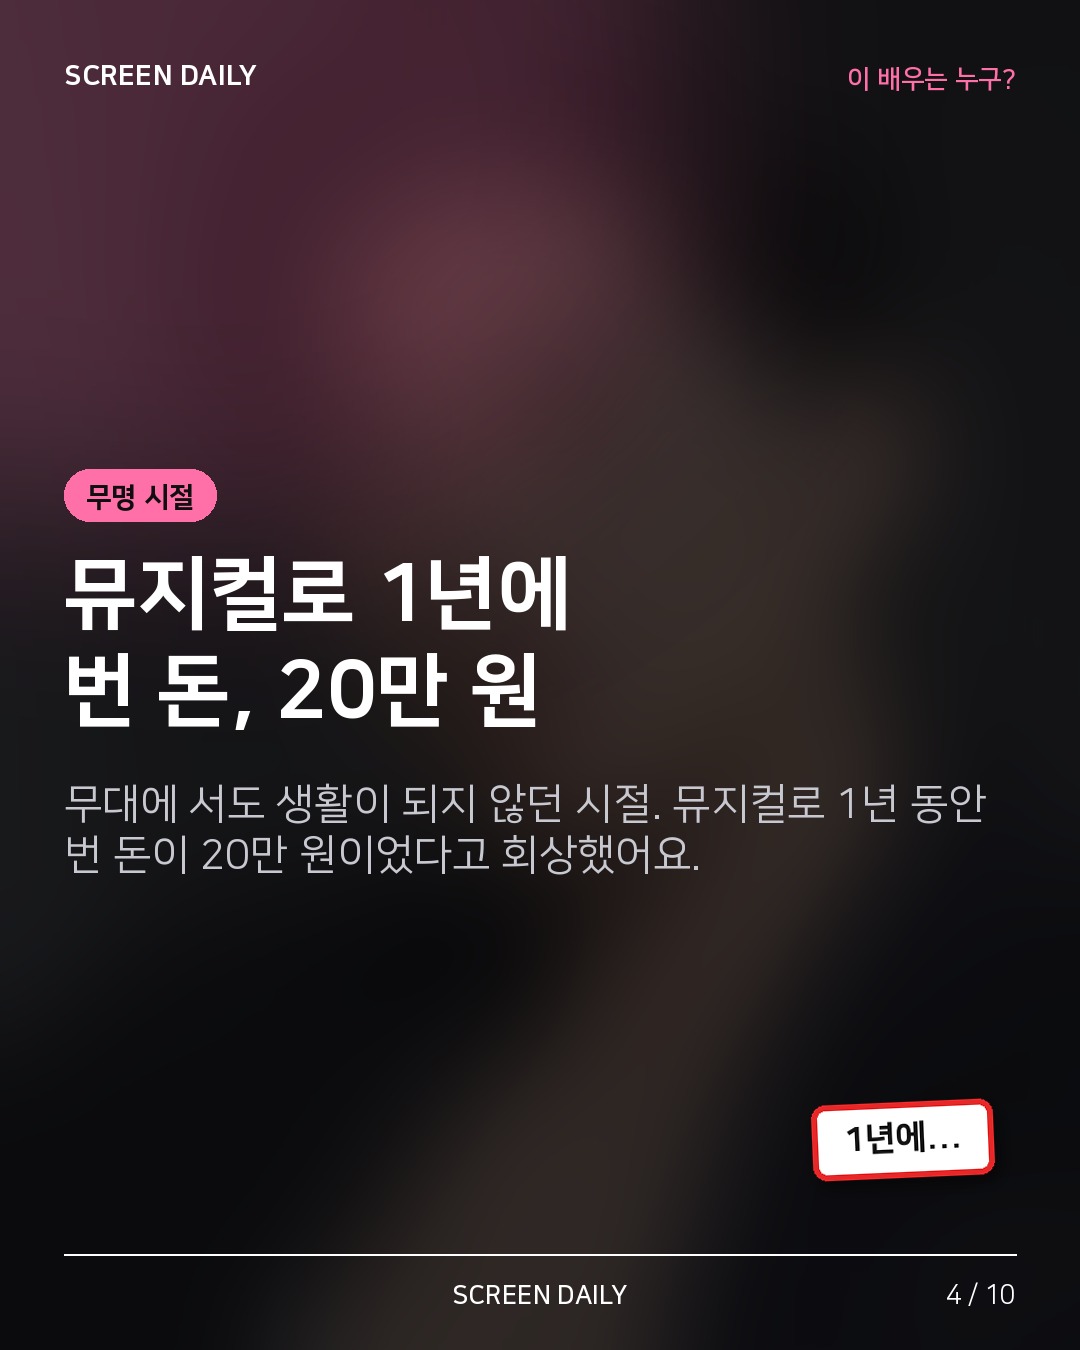 SCREEN DAILY
이 배우는 누구?
무명 시절
뮤지컬로 1년에
번 돈, 20만 원
무대에 서도 생활이 되지 않던 시절. 뮤지컬로 1년 동안
번 돈이 20만 원이었다고 회상했어요.
1년에...
SCREEN DAILY
4 / 10